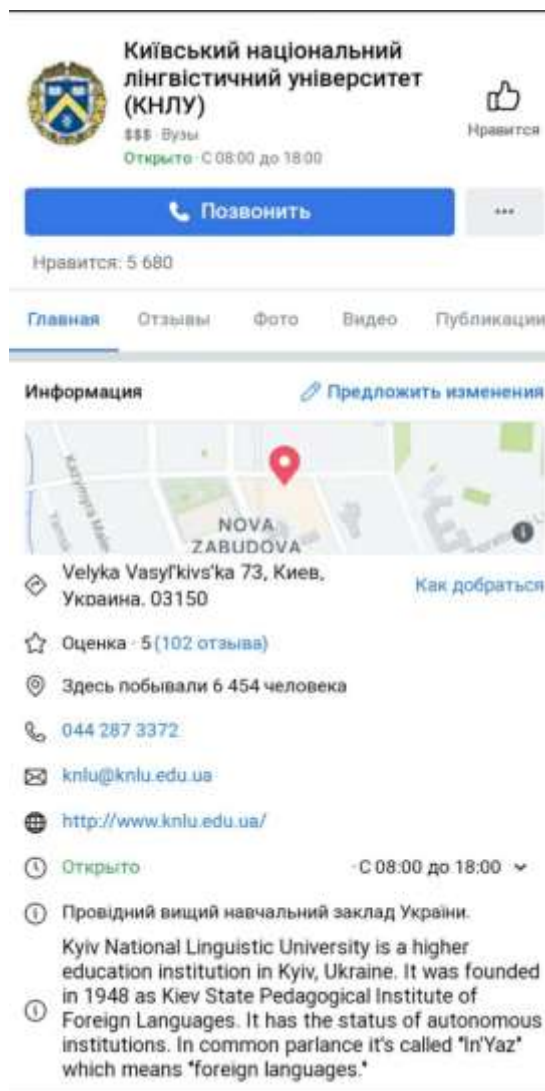 Київський національний
лінгвістичний університет
(КНЛУ)
$$$ · Вузы
Открыто · С 08:00 до 18:00
Нравится
Позвонить
Нравится: 5 680
Главная Отзывы Фото Видео Публикации
Информация Предложить изменения
NOVA
ZABUDOVA
Velyka Vasyl'kivs'ka 73, Киев,
Украина, 03150
Как добраться
Оценка · 5 (102 отзыва)
Здесь побывали 6 454 человека
044 287 3372
knlu@knlu.edu.ua
http://www.knlu.edu.ua/
Открыто · С 08:00 до 18:00
Провідний вищий навчальний заклад України.
Kyiv National Linguistic University is a higher
education institution in Kyiv, Ukraine. It was founded
in 1948 as Kiev State Pedagogical Institute of
Foreign Languages. It has the status of autonomous
institutions. In common parlance it's called "In'Yaz"
which means "foreign languages."